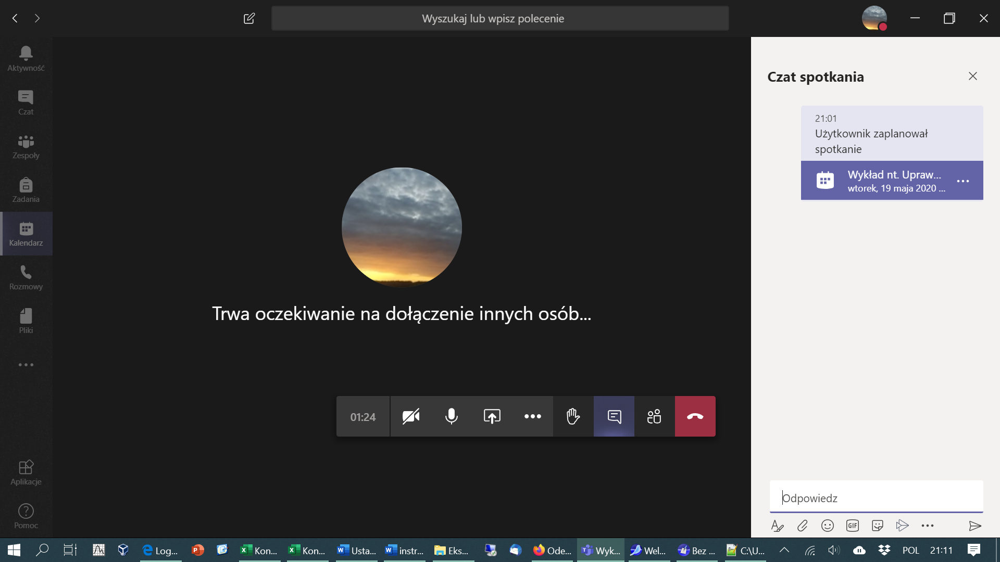 Wyszukaj lub wpisz polecenie
Aktywność
Czat
Zespoły
Zadania
Kalendarz
Rozmowy
Pliki
Aplikacje
Pomoc
Trwa oczekiwanie na dołączenie innych osób...
01:24
Czat spotkania
21:01
Użytkownik zaplanował
spotkanie
Wykład nt. Upraw...
wtorek, 19 maja 2020 ...
Odpowiedz
GIF
Log...
Kon...
Kon...
Usta...
instr...
Eks...
Ode...
Wyk...
Wel...
Bez ...
C:\U...
POL
21:11